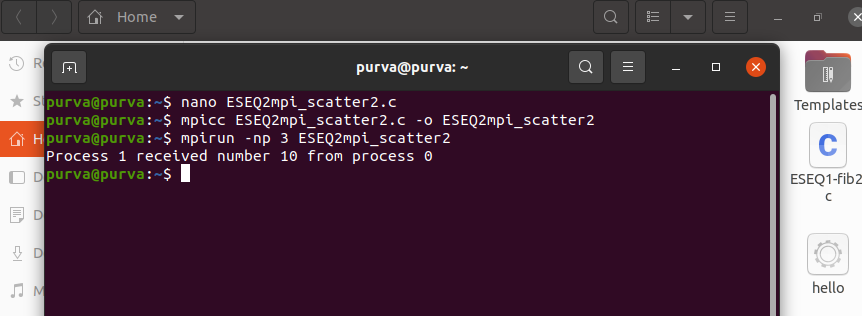 Home
purva@purva: ~
purva@purva:~$ nano ESEQ2mpi_scatter2.c
purva@purva:~$ mpicc ESEQ2mpi_scatter2.c -o ESEQ2mpi_scatter2
purva@purva:~$ mpirun -np 3 ESEQ2mpi_scatter2
Process 1 received number 10 from process 0
purva@purva:~$
Templates
C
ESEQ1-fib2
c
hello